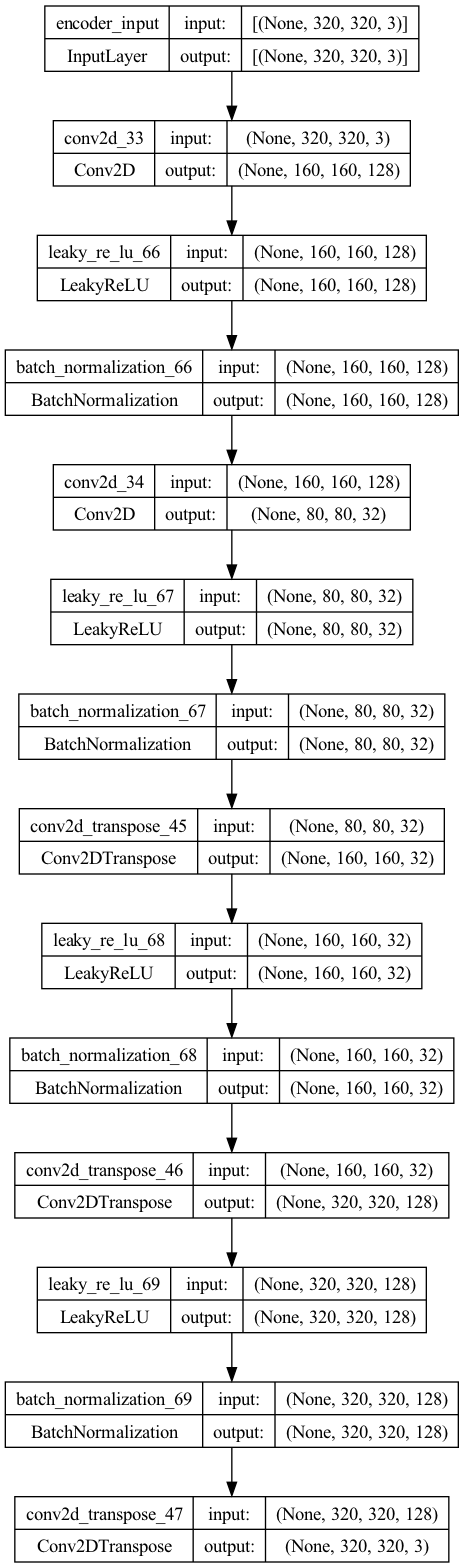 encoder_input input: [(None, 320, 320, 3)]
InputLayer output: [(None, 320, 320, 3)]
conv2d_33 input: (None, 320, 320, 3)
Conv2D output: (None, 160, 160, 128)
leaky_re_lu_66 input: (None, 160, 160, 128)
LeakyReLU output: (None, 160, 160, 128)
batch_normalization_66 input: (None, 160, 160, 128)
BatchNormalization output: (None, 160, 160, 128)
conv2d_34 input: (None, 160, 160, 128)
Conv2D output: (None, 80, 80, 32)
leaky_re_lu_67 input: (None, 80, 80, 32)
LeakyReLU output: (None, 80, 80, 32)
batch_normalization_67 input: (None, 80, 80, 32)
BatchNormalization output: (None, 80, 80, 32)
conv2d_transpose_45 input: (None, 80, 80, 32)
Conv2DTranspose output: (None, 160, 160, 32)
leaky_re_lu_68 input: (None, 160, 160, 32)
LeakyReLU output: (None, 160, 160, 32)
batch_normalization_68 input: (None, 160, 160, 32)
BatchNormalization output: (None, 160, 160, 32)
conv2d_transpose_46 input: (None, 160, 160, 32)
Conv2DTranspose output: (None, 320, 320, 128)
leaky_re_lu_69 input: (None, 320, 320, 128)
LeakyReLU output: (None, 320, 320, 128)
batch_normalization_69 input: (None, 320, 320, 128)
BatchNormalization output: (None, 320, 320, 128)
conv2d_transpose_47 input: (None, 320, 320, 128)
Conv2DTranspose output: (None, 320, 320, 3)